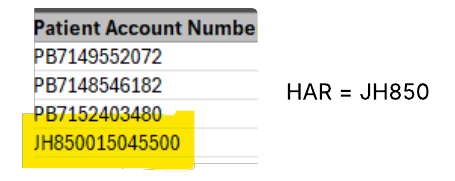 Patient Account Numbe
PB7149552072
PB7148546182
PB7152403480
JH850015045500
HAR = JH850